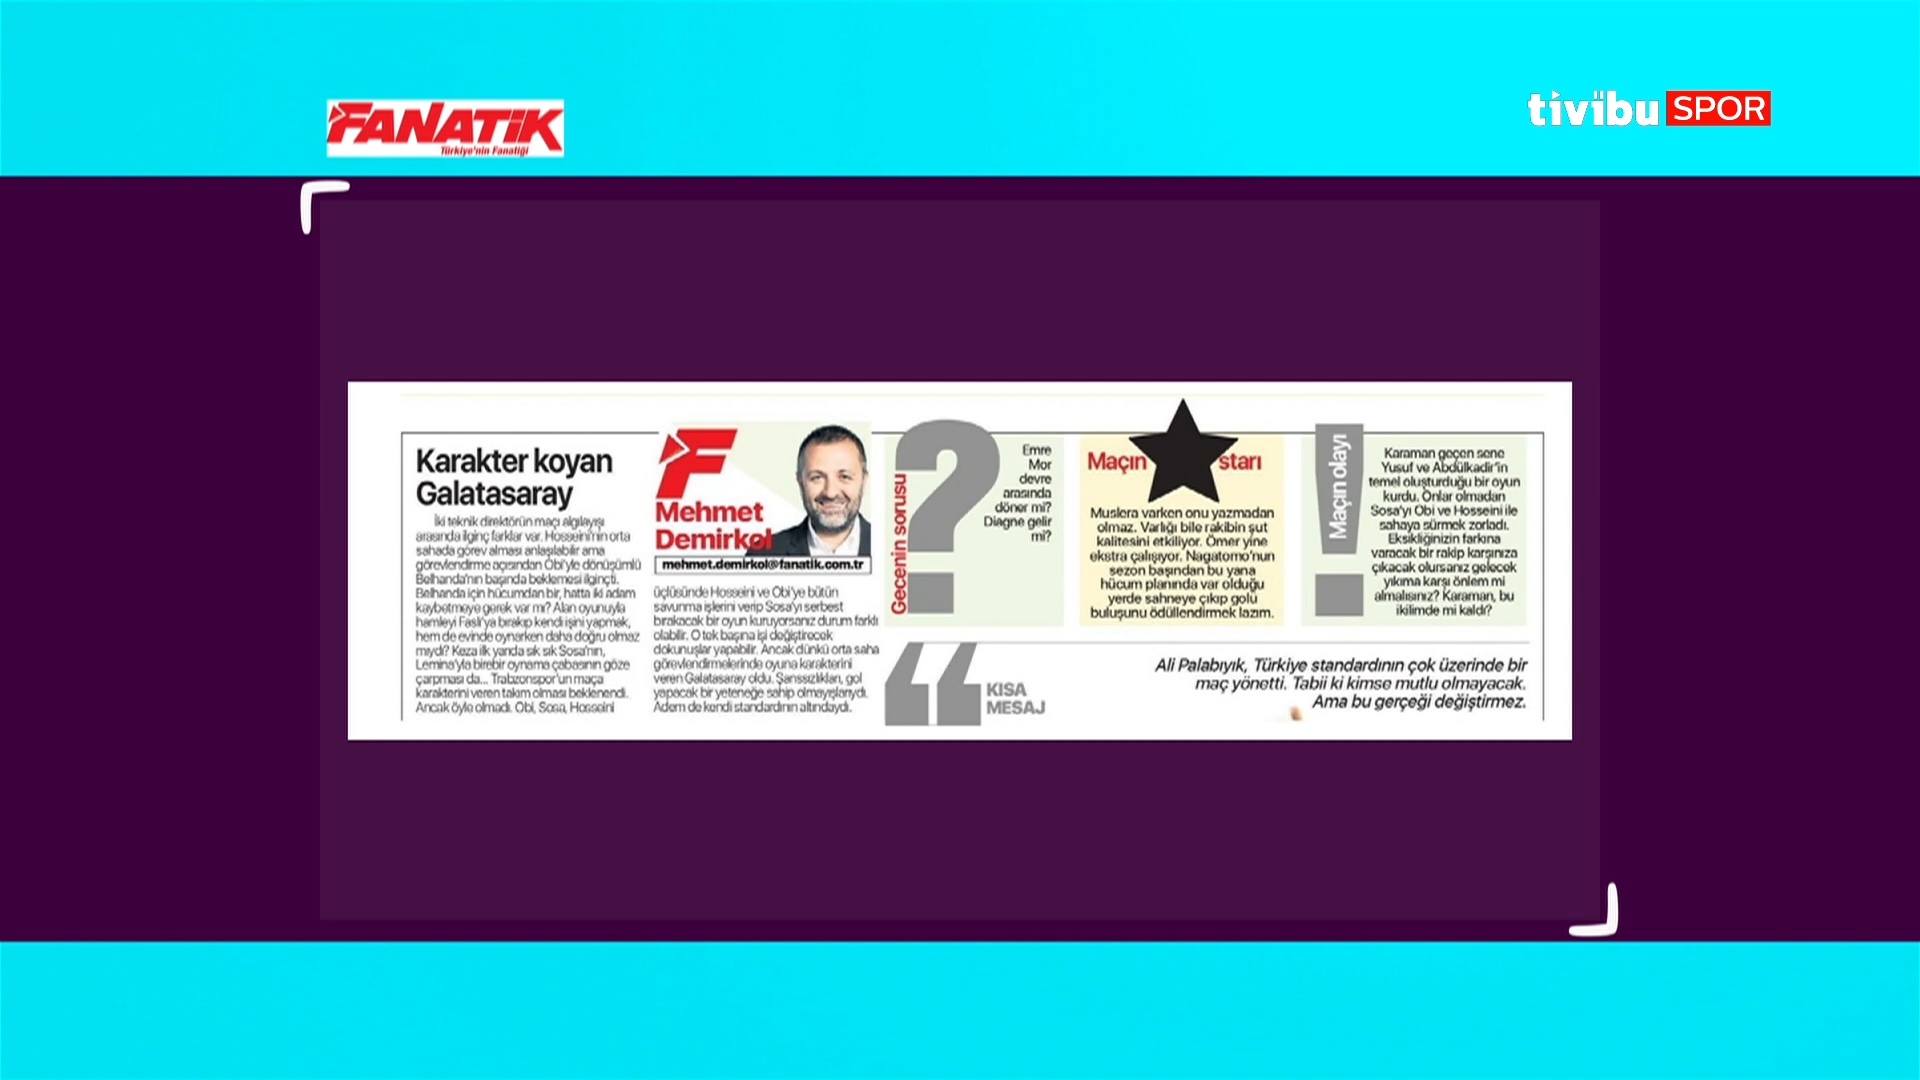 FANATİK
Türkiye'nin Fanatiği
tivibu SPOR
Karakter koyan
Galatasaray
İki teknik direktörün maçı algılayışı
arasında ilginç farklar var. Hosseini'nin orta
sahada görev alması anlaşılabilir ama
görevlendirme açısından Obi'yle dönüşümlü
Belhanda'nın başında beklemesi ilginçti.
Belhanda için hücumdan bir, hatta iki adam
kaybetmeye gerek var mı? Alan oyunuyla
hamleyi Faslı'ya bırakıp kendi işini yapmak,
hem de evinde oynarken daha doğru olmaz
mıydı? Keza ilk yarıda sık sık Sosa'nın,
Lemina'yla birebir oynama çabasının göze
çarpması da... Trabzonspor'un maça
karakterini veren takım olması beklenendi.
Ancak öyle olmadı. Obi, Sosa, Hosseini
F
Mehmet
Demirkol
mehmet.demirkol@fanatik.com.tr
üçlüsünde Hosseini ve Obi'ye bütün
savunma işlerini verip Sosa'yı serbest
bırakacak bir oyun kuruyorsanız durum farklı
olabilir. O tek başına işi değiştirecek
dokunuşlar yapabilir. Ancak dünkü orta saha
görevlendirmelerinde oyuna karakterini
veren Galatasaray oldu. Şanssızlıkları, gol
yapacak bir yeteneğe sahip olmayışlarıydı.
Adem de kendi standardının altındaydı.
Gecenin sorusu
?
Emre
Mor
devre
arasında
döner mi?
Diagne gelir
mi?
Maçın starı
Muslera varken onu yazmadan
olmaz. Varlığı bile rakibin şut
kalitesini etkiliyor. Ömer yine
ekstra çalışıyor. Nagatomo'nun
sezon başından bu yana
hücum planında var olduğu
yerde sahneye çıkıp golü
buluşunu ödüllendirmek lazım.
Maçın olayı
!
Karaman geçen sene
Yusuf ve Abdülkadir'in
temel oluşturduğu bir oyun
kurdu. Onlar olmadan
Sosa'yı Obi ve Hosseini ile
sahaya sürmek zorladı.
Eksikliğinizin farkına
varacak bir rakip karşınıza
çıkacak olursanız gelecek
yıkıma karşı önlem mi
almalısınız? Karaman, bu
ikilimde mi kaldı?
“
KISA
MESAJ
Ali Palabıyık, Türkiye standardının çok üzerinde bir
maç yönetti. Tabii ki kimse mutlu olmayacak.
Ama bu gerçeği değiştirmez.